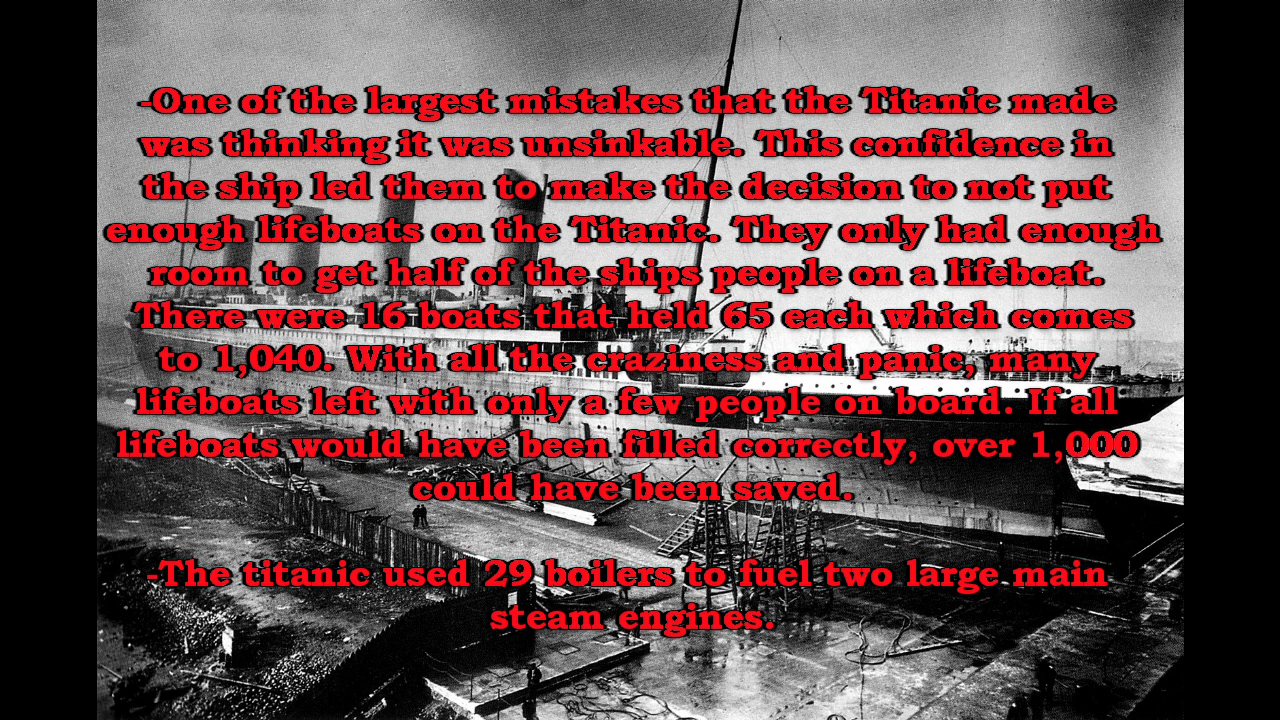 -One of the largest mistakes that the Titanic made
was thinking it was unsinkable. This confidence in
the ship led them to make the decision to not put
enough lifeboats on the Titanic. They only had enough
room to get half of the ships people on a lifeboat.
There were 16 boats that held 65 each which comes
to 1,040. With all the craziness and panic, many
lifeboats left with only a few people on board. If all
lifeboats would have been filled correctly, over 1,000
could have been saved.
-The titanic used 29 boilers to fuel two large main
steam engines.